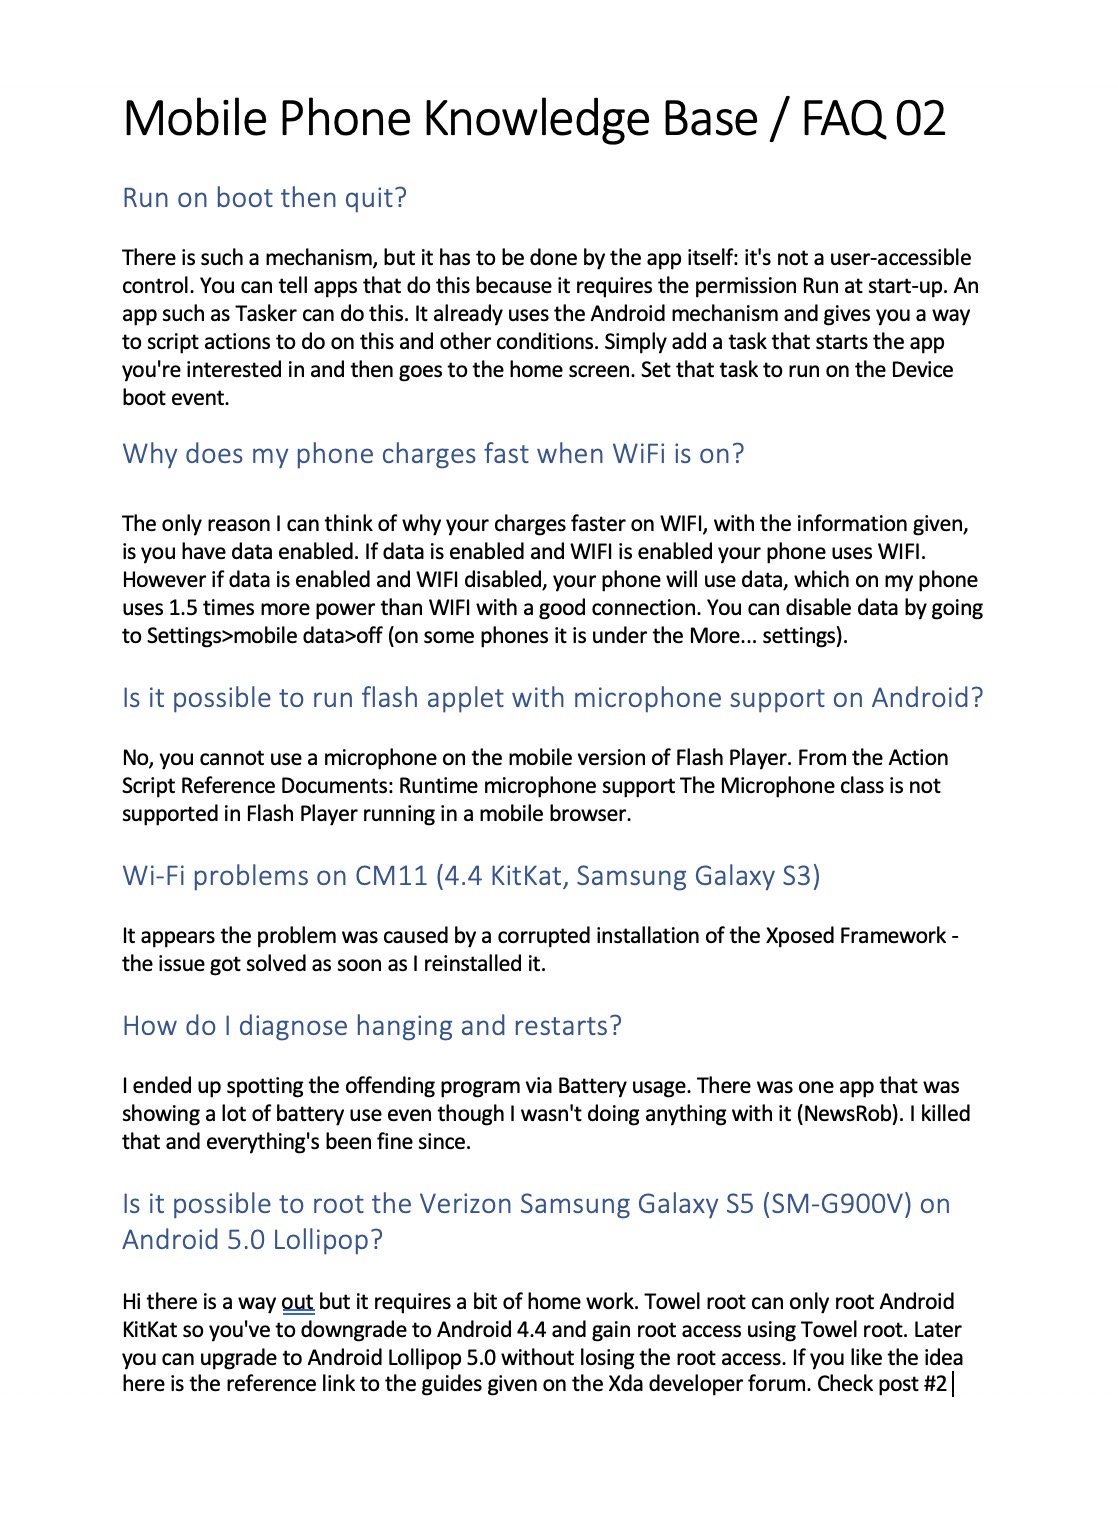 Mobile Phone Knowledge Base / FAQ 02
Run on boot then quit?
There is such a mechanism, but it has to be done by the app itself: it's not a user-accessible
control. You can tell apps that do this because it requires the permission Run at start-up. An
app such as Tasker can do this. It already uses the Android mechanism and gives you a way
to script actions to do on this and other conditions. Simply add a task that starts the app
you're interested in and then goes to the home screen. Set that task to run on the Device
boot event.
Why does my phone charges fast when WiFi is on?
The only reason I can think of why your charges faster on WIFI, with the information given,
is you have data enabled. If data is enabled and WIFI is enabled your phone uses WIFI.
However if data is enabled and WIFI disabled, your phone will use data, which on my phone
uses 1.5 times more power than WIFI with a good connection. You can disable data by going
to Settings>mobile data>off (on some phones it is under the More... settings).
Is it possible to run flash applet with microphone support on Android?
No, you cannot use a microphone on the mobile version of Flash Player. From the Action
Script Reference Documents: Runtime microphone support The Microphone class is not
supported in Flash Player running in a mobile browser.
Wi-Fi problems on CM11 (4.4 KitKat, Samsung Galaxy S3)
It appears the problem was caused by a corrupted installation of the Xposed Framework -
the issue got solved as soon as I reinstalled it.
How do I diagnose hanging and restarts?
I ended up spotting the offending program via Battery usage. There was one app that was
showing a lot of battery use even though I wasn't doing anything with it (NewsRob). I killed
that and everything's been fine since.
Is it possible to root the Verizon Samsung Galaxy S5 (SM-G900V) on
Android 5.0 Lollipop?
Hi there is a way out but it requires a bit of home work. Towel root can only root Android
KitKat so you've to downgrade to Android 4.4 and gain root access using Towel root. Later
you can upgrade to Android Lollipop 5.0 without losing the root access. If you like the idea
here is the reference link to the guides given on the Xda developer forum. Check post #2